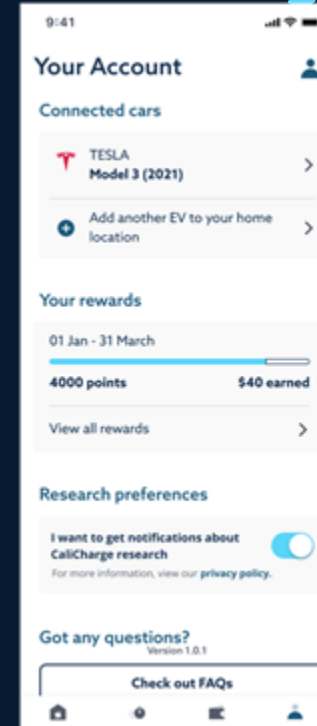 9:41
Your Account
Connected cars
TESLA
Model 3 (2021)
Add another EV to your home
location
Your rewards
01 Jan - 31 March
4000 points
$40 earned
View all rewards
Research preferences
I want to get notifications about
CaliCharge research
For more information, view our privacy policy.
Got any questions?
Version 1.0.1
Check out FAQs